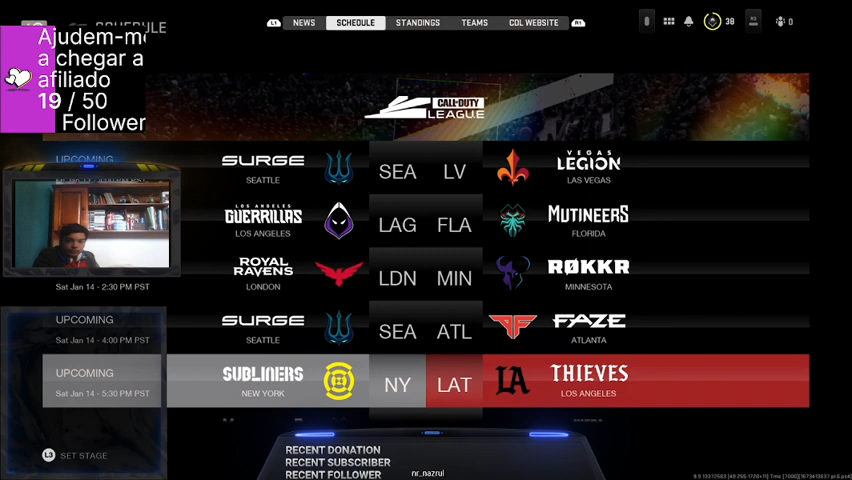 SCHEDULE
L1 NEWS SCHEDULE STANDINGS TEAMS CDL WEBSITE R1
38
0
Ajudem-me
a chegar a
afiliado
19 / 50
Follower
CALL OF DUTY
LEAGUE
UPCOMING
SURGE
SEATTLE
SEA LV
VEGAS
LEGION
LAS VEGAS
LOS ANGELES
GUERRILLAS
LOS ANGELES
LAG FLA
MUTINEERS
FLORIDA
Sat Jan 14 - 2:30 PM PST
ROYAL
RAVENS
LONDON
LDN MIN
RØKKR
MINNESOTA
UPCOMING
Sat Jan 14 - 4:00 PM PST
SURGE
SEATTLE
SEA ATL
FAZE
ATLANTA
UPCOMING
Sat Jan 14 - 5:30 PM PST
SUBLINERS
NEW YORK
NY LAT
LA
THIEVES
LOS ANGELES
L3 SET STAGE
RECENT DONATION
RECENT SUBSCRIBER
RECENT FOLLOWER
nr_nazrul